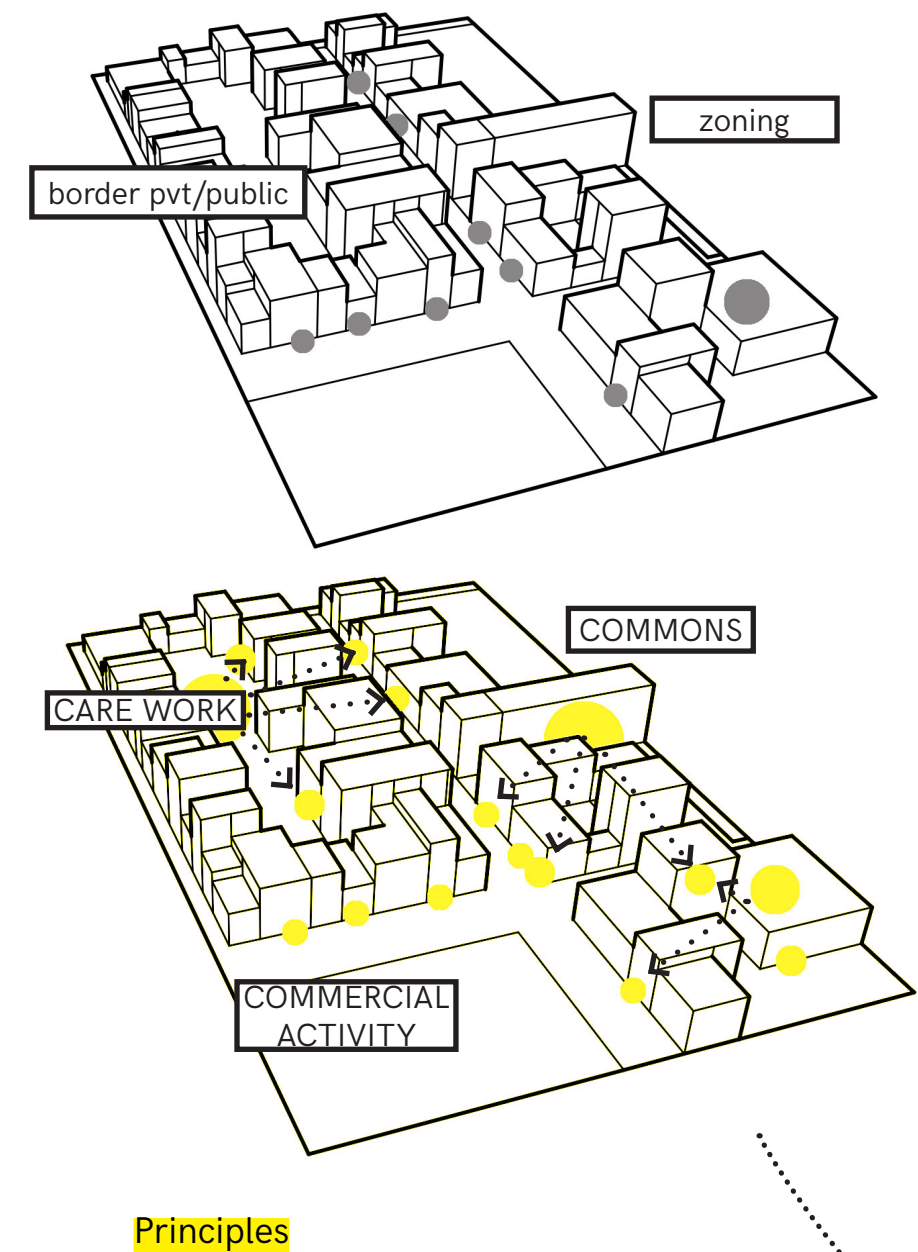 zoning
border pvt/public
COMMONS
CARE WORK
COMMERCIAL
ACTIVITY
Principles